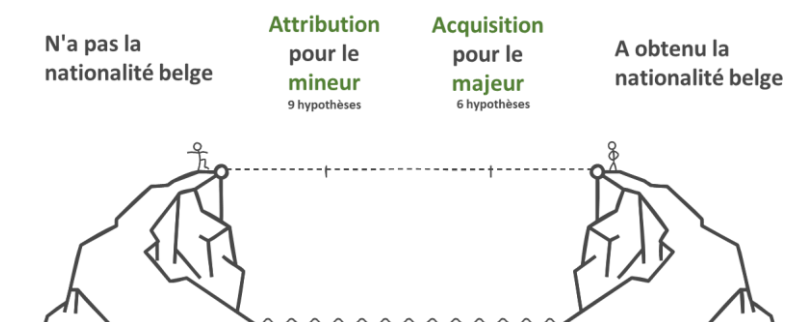 N'a pas la
nationalité belge
Attribution
pour le
mineur
9 hypothèses
Acquisition
pour le
majeur
6 hypothèses
A obtenu la
nationalité belge